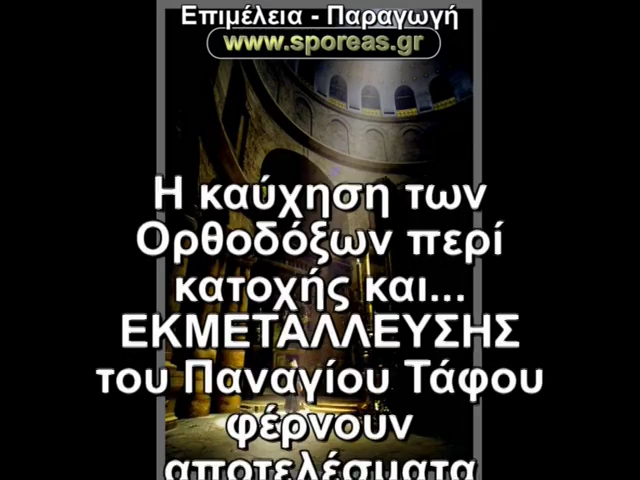 Επιμέλεια - Παραγωγή
www.sporeas.gr
Η καύχηση των
Ορθοδόξων περί
κατοχής και...
ΕΚΜΕΤΑΛΛΕΥΣΗΣ
του Παναγίου Τάφου
φέρνουν
αποτελέσματα